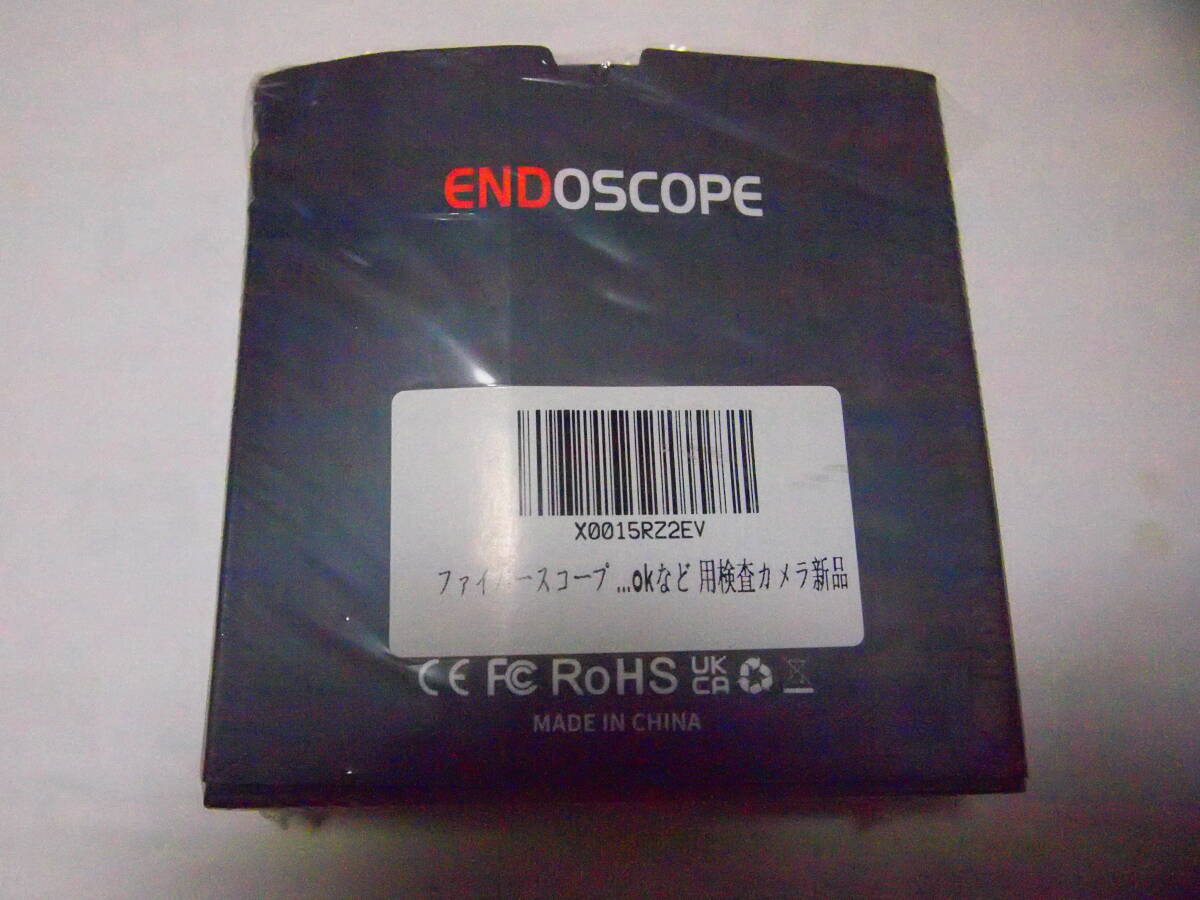 ENDOSCOPE
X0015RZ2EV
ファイバースコープ ...okなど 用検査カメラ新品
CE FC RoHS UK CA
MADE IN CHINA